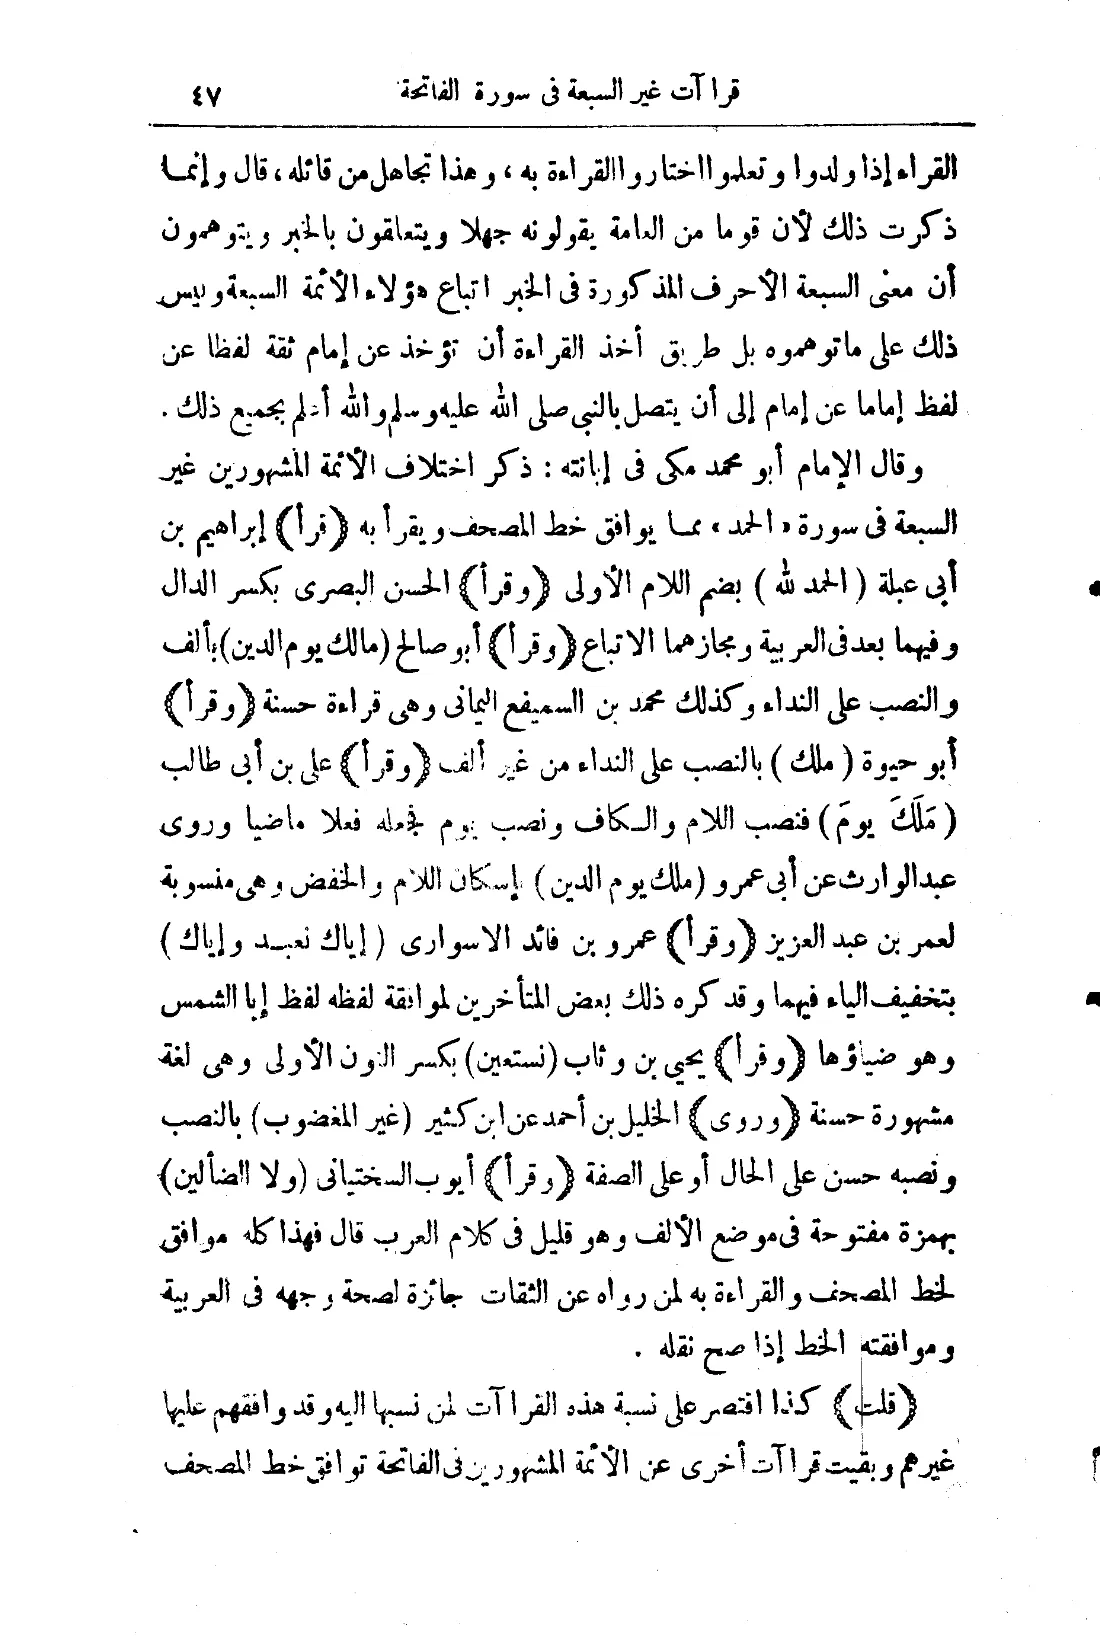 قراآت غير السبعة فى سورة الفاتحة ٤٧
القراء إذا ولدوا وتعلموا اختاروا القراءة به ، وهذا تجاهل من قائله ، قال وإنما
ذكرت ذلك لأن قوما من العامة يقولونه جهلا ويتعلقون بالخبر ويتوهمون
أن معنى السبعة الأحرف المذكورة فى الخبر اتباع هؤلاء الأئمة السبعة وليس
ذلك على ماتوهموه بل طريق أخذ القراءة أن تؤخذ عن إمام ثقة لفظا عن
لفظ إماما عن إمام إلى أن يتصل بالنبى صلى الله عليه وسلم والله أعلم بجميع ذلك .
وقال الإمام أبو محمد مكى فى إبانته : ذكر اختلاف الأئمة المشهورين غير
السبعة فى سورة «الحمد» مما يوافق خط المصحف ويقرأ به (قرأ) إبراهيم بن
أبى عبلة ( الحمد لله ) بضم اللام الأولى (وقرأ) الحسن البصرى بكسر الدال
وفيهما بعد فى العربية ومجازهما الاتباع (وقرأ) أبو صالح (مالك يوم الدين) بألف
والنصب على النداء وكذلك محمد بن السميفع اليمانى وهى قراءة حسنة (وقرأ)
أبو حيوة ( ملك ) بالنصب على النداء من غير ألف (وقرأ) على بن أبى طالب
( مَلَكَ يومَ ) فنصب اللام والكاف ونصب يوم فجعله فعلا ماضيا وروى
عبد الوارث عن أبى عمرو (ملك يوم الدين ) بإسكان اللام والخفض وهى منسوبة
لعمر بن عبد العزيز (وقرأ) عمرو بن فائد الاسوارى ( إياك نعبد وإياك )
بتخفيف الياء فيهما وقد كره ذلك بعض المتأخرين لموافقة لفظه لفظ إيا الشمس
وهو ضياؤها (وقرأ) يحيى بن وثاب (نستعين) بكسر النون الأولى وهى لغة
مشهورة حسنة (وروى) الخليل بن أحمد عن ابن كثير (غير المغضوب) بالنصب
ونصبه حسن على الحال أو على الصفة (وقرأ) أيوب السختيانى (ولا الضألين)
بهمزة مفتوحة فى موضع الألف وهو قليل فى كلام العرب قال فهذا كله موافق
لخط المصحف والقراءة به لمن رواه عن الثقات جائزة لصحة وجهه فى العربية
وموافقته الخط إذا صح نقله .
(قلت) كذا اقتصر على نسبة هذه القراآت لمن نسبها اليه وقد وافقهم عليها
غيرهم وبقيت قراآت أخرى عن الأئمة المشهورين فى الفاتحة توافق خط المصحف